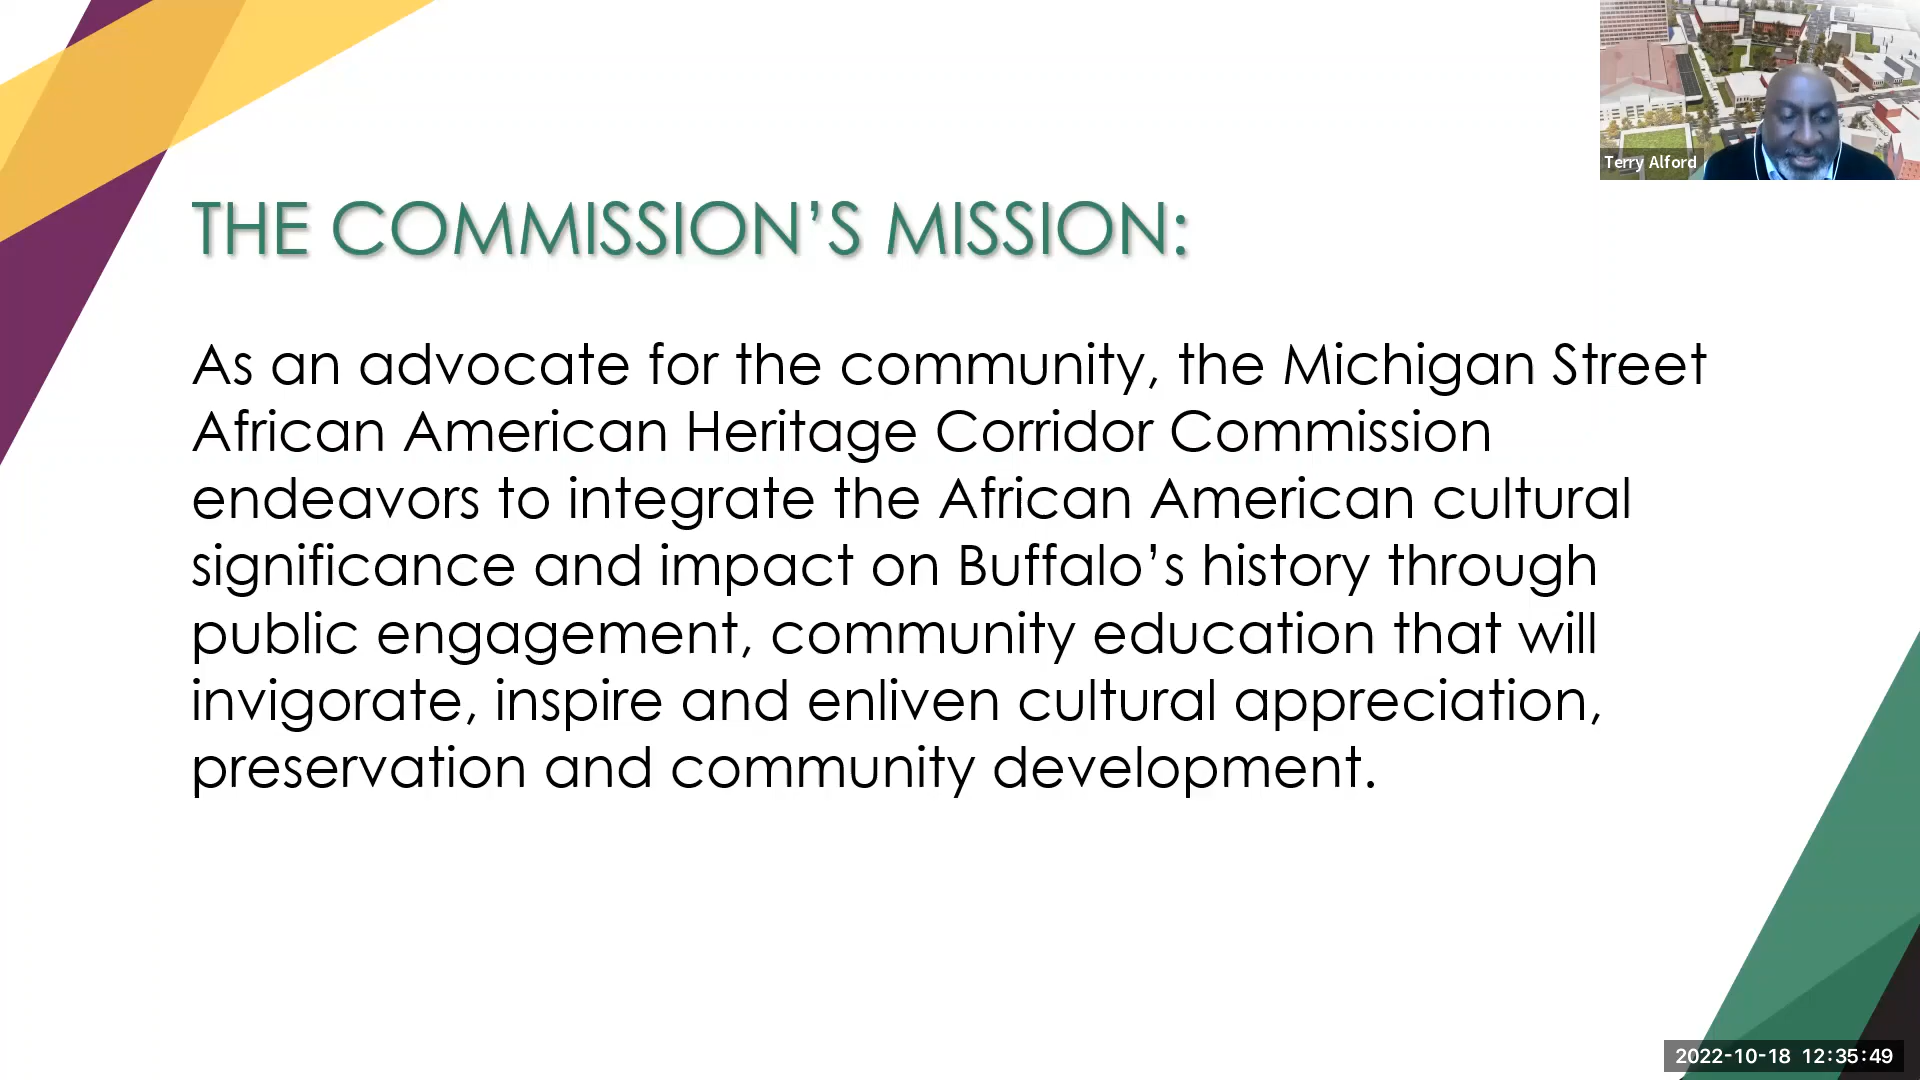 Terry Alford
THE COMMISSION’S MISSION:
As an advocate for the community, the Michigan Street
African American Heritage Corridor Commission
endeavors to integrate the African American cultural
significance and impact on Buffalo’s history through
public engagement, community education that will
invigorate, inspire and enliven cultural appreciation,
preservation and community development.
2022-10-18 12:35:49